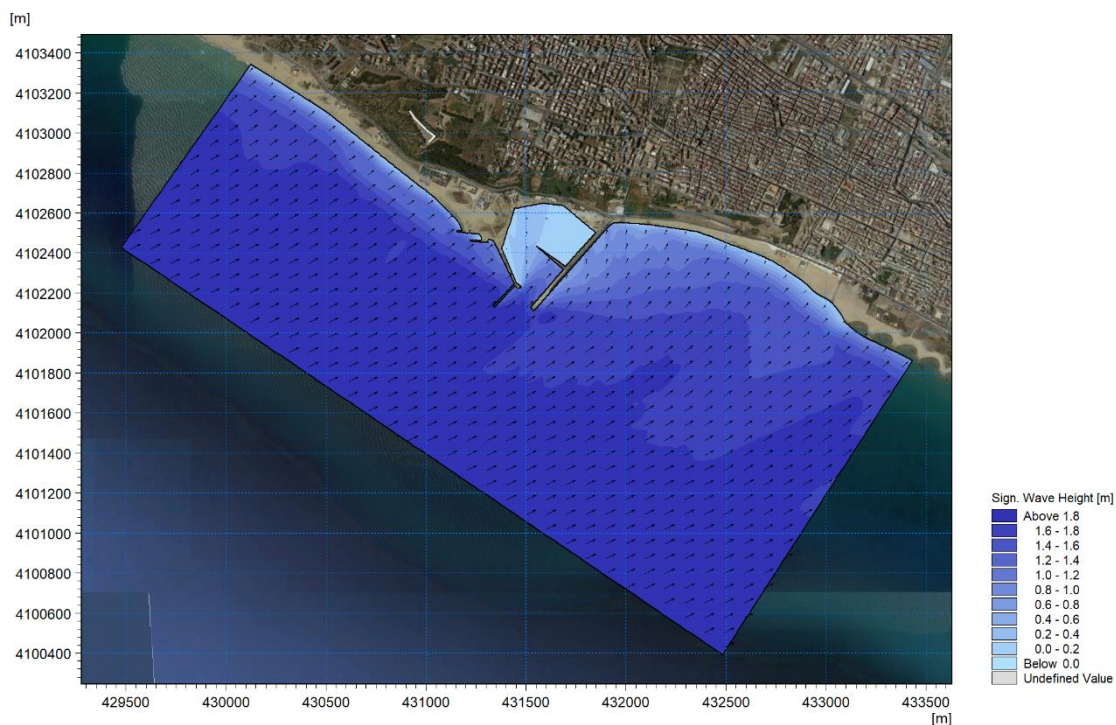 [m]
4103400
4103200
4103000
4102800
4102600
4102400
4102200
4102000
4101800
4101600
4101400
4101200
4101000
4100800
4100600
4100400
429500 430000 430500 431000 431500 432000 432500 433000 433500
[m]
Sign. Wave Height [m]
Above 1.8
1.6 - 1.8
1.4 - 1.6
1.2 - 1.4
1.0 - 1.2
0.8 - 1.0
0.6 - 0.8
0.4 - 0.6
0.2 - 0.4
0.0 - 0.2
Below 0.0
Undefined Value